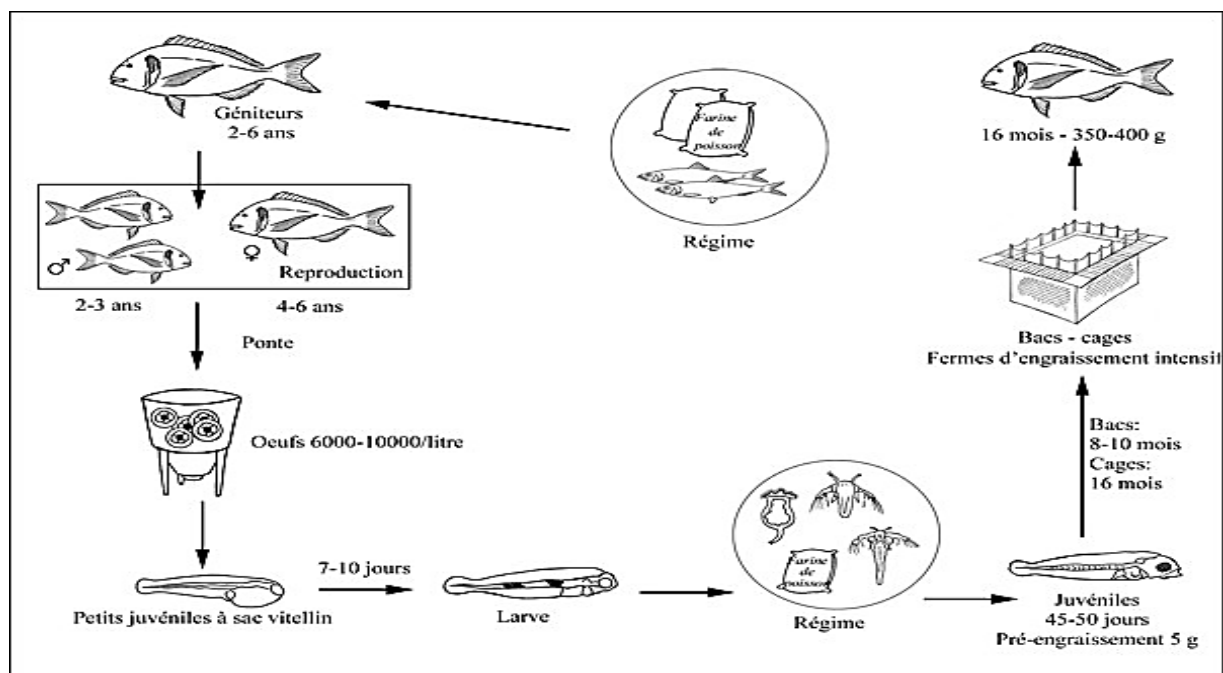 Géniteurs
2-6 ans
Farine
de
poisson
Régime
16 mois - 350-400 g
♂
♀
Reproduction
2-3 ans
4-6 ans
Ponte
Bacs - cages
Fermes d'engraissement intensif
Oeufs 6000-10000/litre
Bacs:
8-10 mois
Cages:
16 mois
7-10 jours
Farine
de
poisson
Petits juvéniles à sac vitellin
Larve
Régime
Juvéniles
45-50 jours
Pré-engraissement 5 g